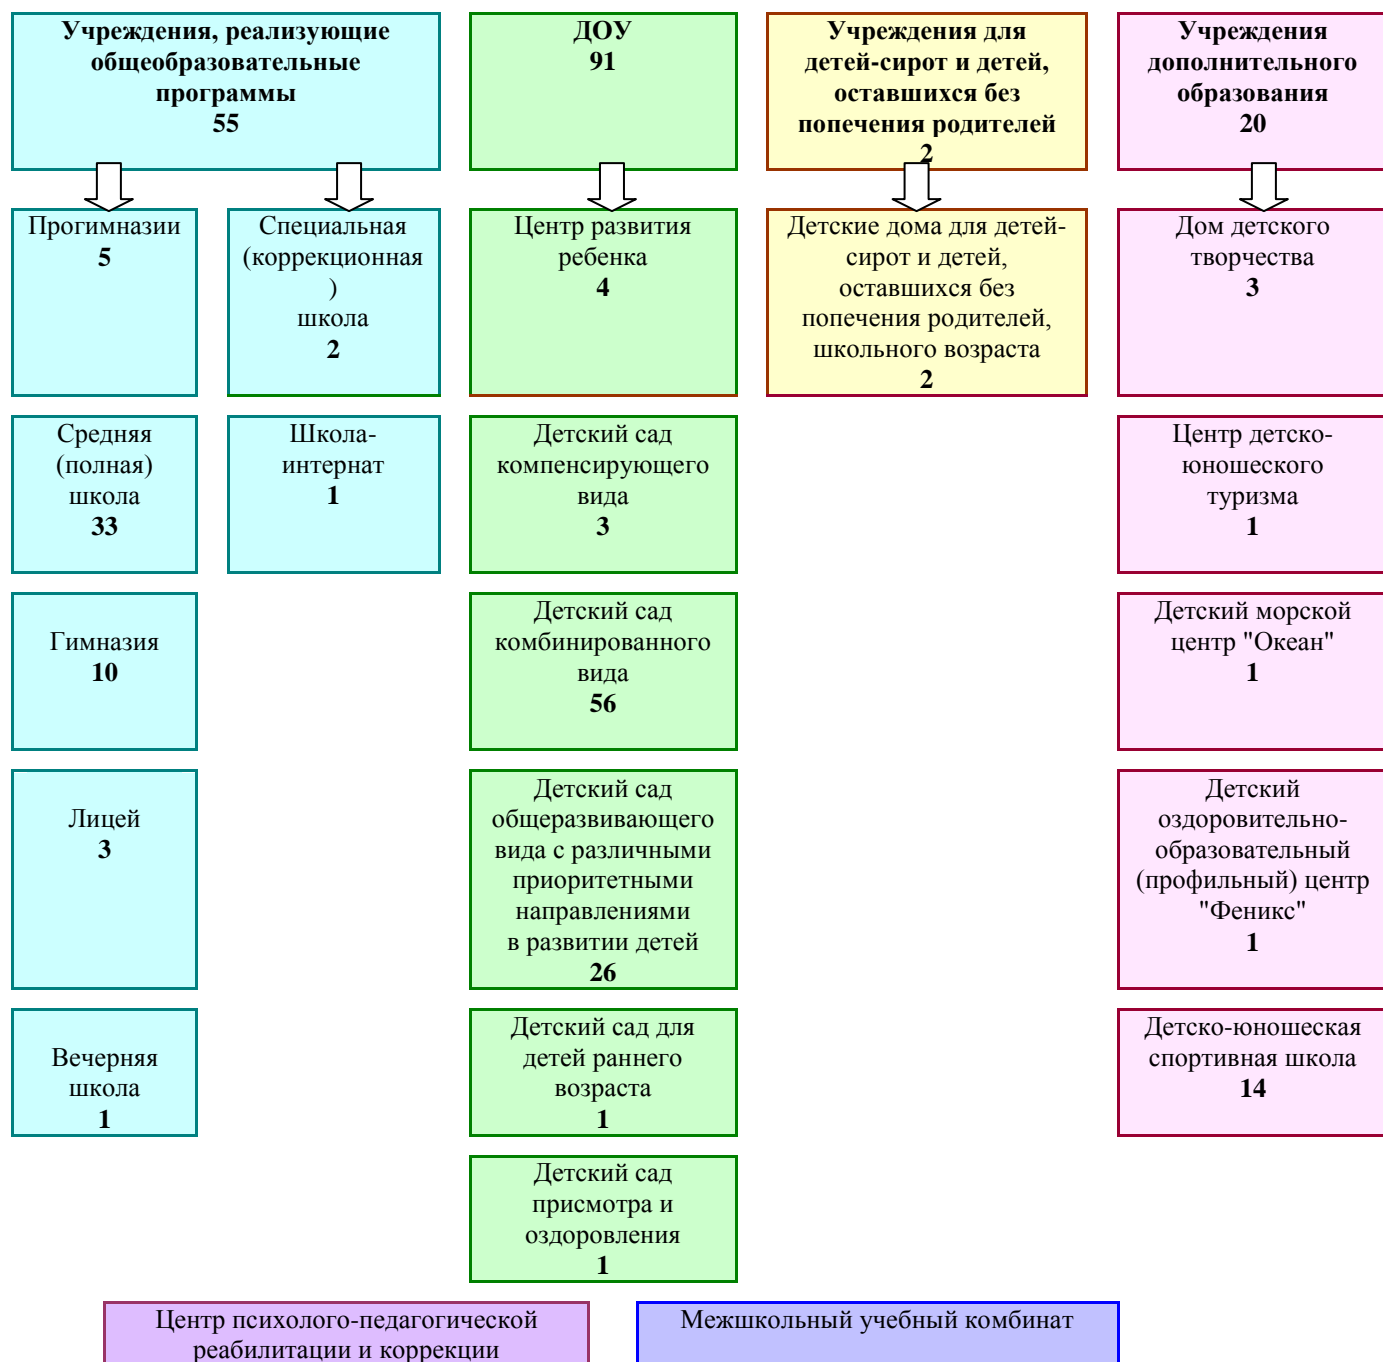 Учреждения, реализующие
общеобразовательные
программы
55
ДОУ
91
Учреждения для
детей-сирот и детей,
оставшихся без
попечения родителей
2
Учреждения
дополнительного
образования
20
Прогимназии
5
Специальная
(коррекционная
)
школа
2
Центр развития
ребенка
4
Детские дома для детей-
сирот и детей,
оставшихся без
попечения родителей,
школьного возраста
2
Дом детского
творчества
3
Средняя
(полная)
школа
33
Школа-
интернат
1
Детский сад
компенсирующего
вида
3
Центр детско-
юношеского
туризма
1
Гимназия
10
Детский сад
комбинированного
вида
56
Детский морской
центр "Океан"
1
Лицей
3
Детский сад
общеразвивающего
вида с различными
приоритетными
направлениями
в развитии детей
26
Детский
оздоровительно-
образовательный
(профильный) центр
"Феникс"
1
Вечерняя
школа
1
Детский сад для
детей раннего
возраста
1
Детско-юношеская
спортивная школа
14
Детский сад
присмотра и
оздоровления
1
Центр психолого-педагогической
реабилитации и коррекции
Межшкольный учебный комбинат